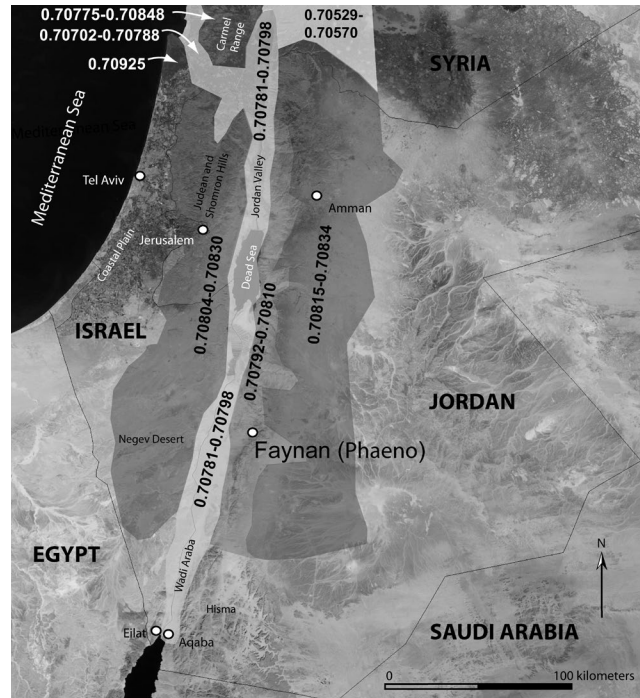 0.70775-0.70848
0.70702-0.70788
0.70925
Carmel
Range
0.70529-
0.70570
SYRIA
0.70781-0.70798
Mediterranean Sea
Mediterranean Sea
Tel Aviv
Judean and
Shomron Hills
Jordan Valley
Amman
Jerusalem
Coastal Plain
Dead Sea
0.70804-0.70830
0.70815-0.70834
0.70792-0.70810
ISRAEL
JORDAN
0.70781-0.70798
Negev Desert
Faynan (Phaeno)
EGYPT
Wadi Araba
N
Hisma
Eilat
Aqaba
SAUDI ARABIA
0
100 kilometers